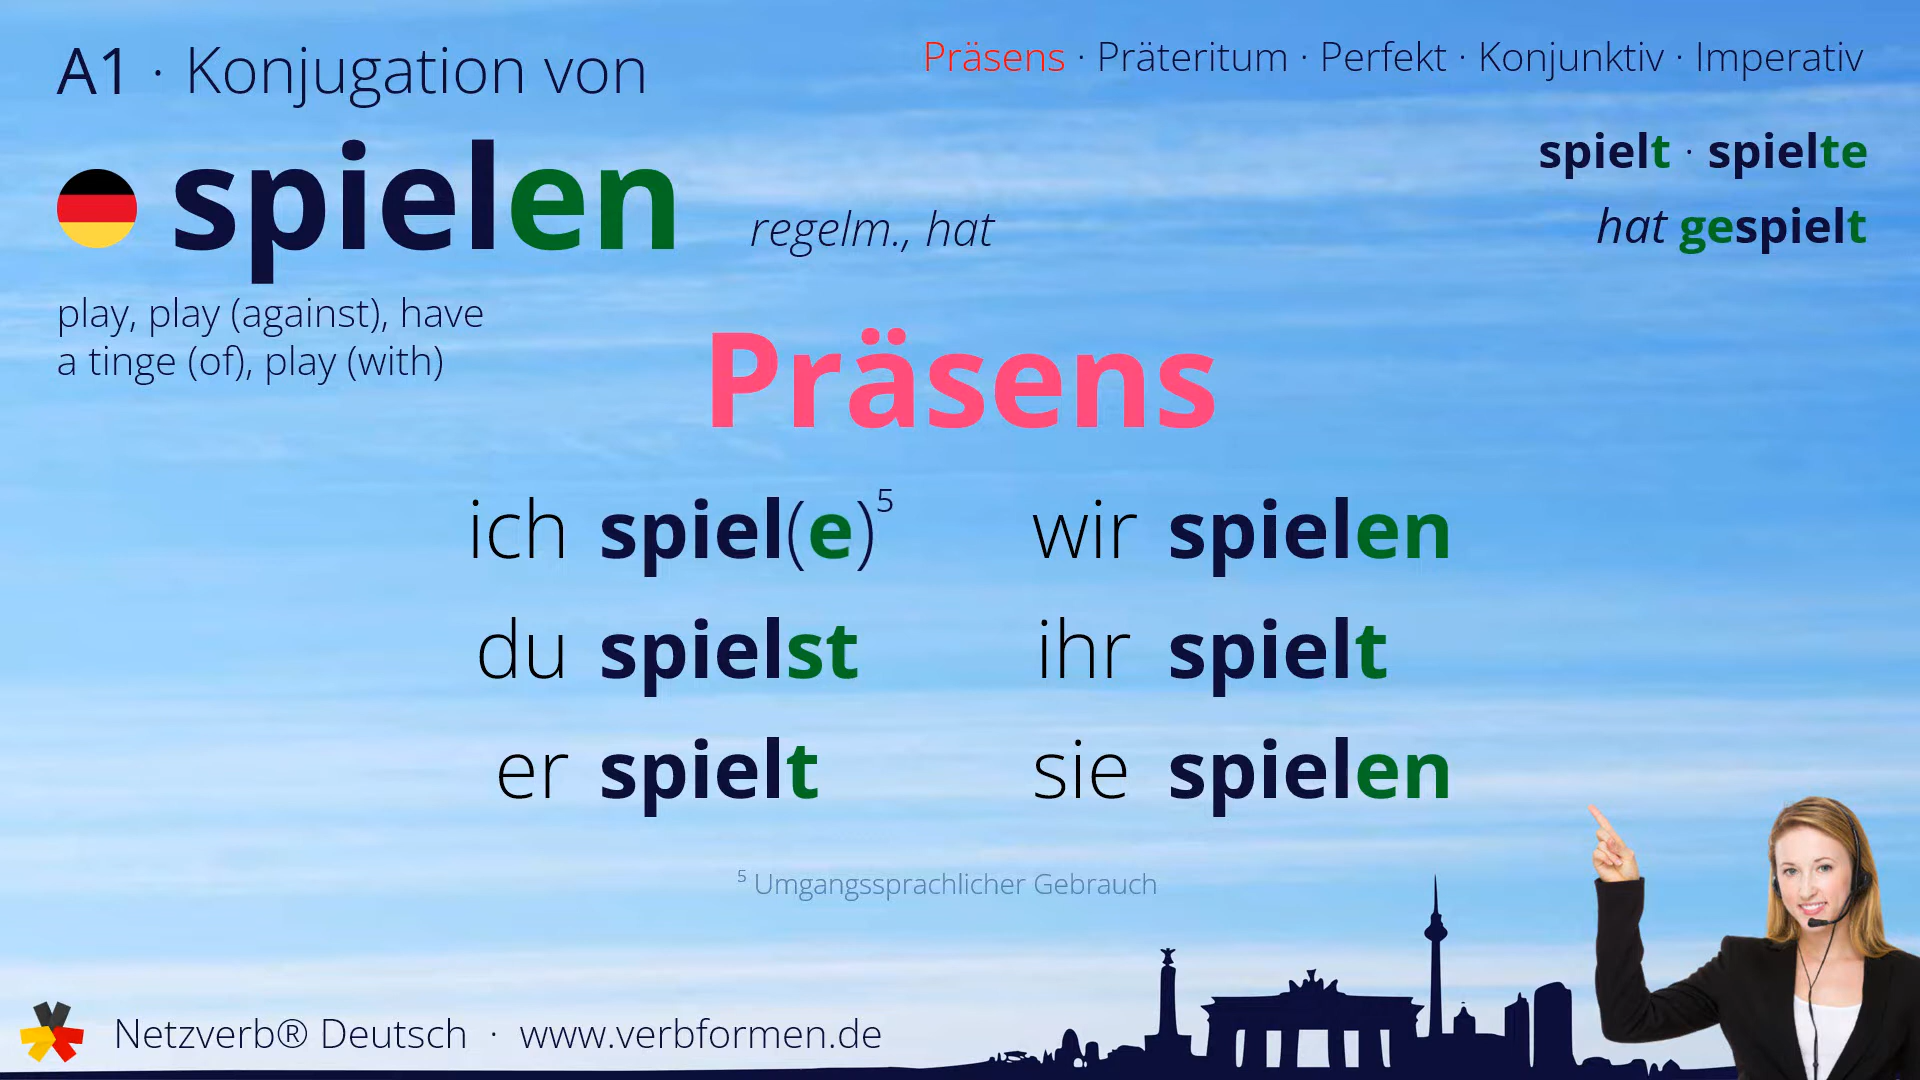 A1 · Konjugation von
Präsens · Präteritum · Perfekt · Konjunktiv · Imperativ
spielen
regelm., hat
spielt · spielte
hat gespielt
play, play (against), have
a tinge (of), play (with)
Präsens
ich spiel(e)⁵
du spielst
er spielt
wir spielen
ihr spielt
sie spielen
⁵ Umgangssprachlicher Gebrauch
Netzverb® Deutsch · www.verbformen.de